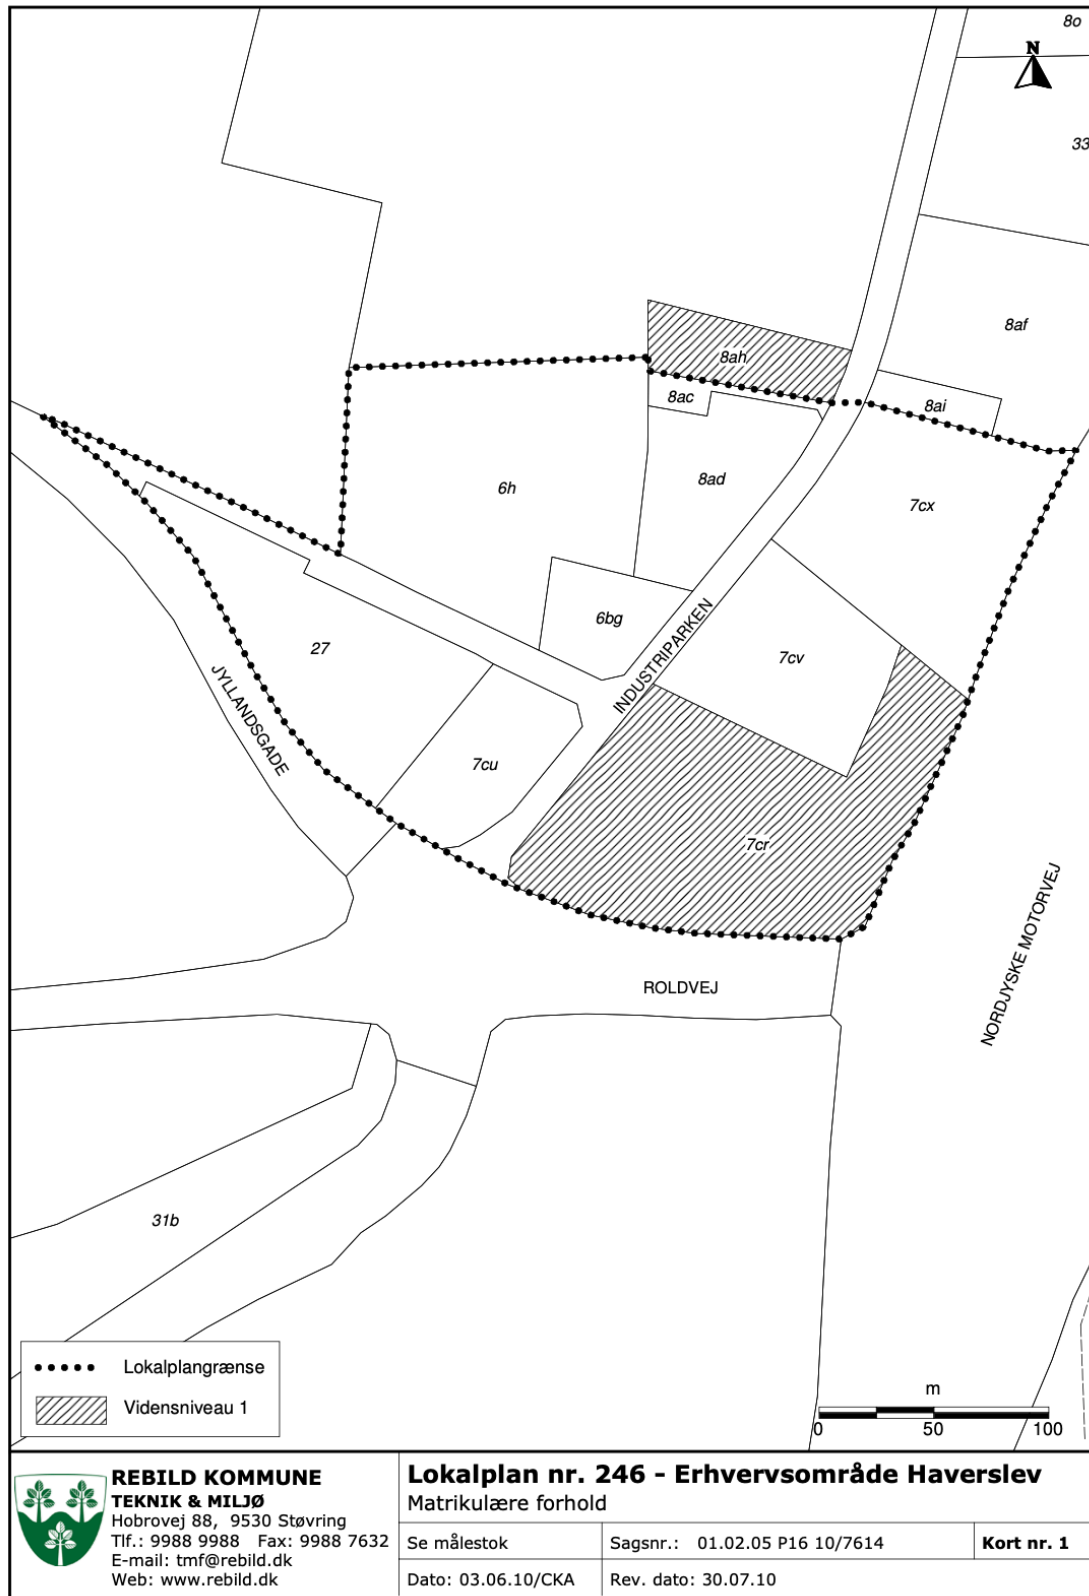 8o
N
33
8af
8ah
8ai
8ac
6h
8ad
7cx
6bg
27
7cv
INDUSTRIPARKEN
JYLLANDSGADE
7cu
7cr
NORDJYSKE MOTORVEJ
ROLDVEJ
31b
Lokalplangrænse
Vidensniveau 1
m
0 50 100
REBILD KOMMUNE
TEKNIK & MILJØ
Hobrovej 88, 9530 Støvring
Tlf.: 9988 9988 Fax: 9988 7632
E-mail: tmf@rebild.dk
Web: www.rebild.dk
Lokalplan nr. 246 - Erhvervsområde Haverslev
Matrikulære forhold
Se målestok
Sagsnr.: 01.02.05 P16 10/7614
Kort nr. 1
Dato: 03.06.10/CKA
Rev. dato: 30.07.10